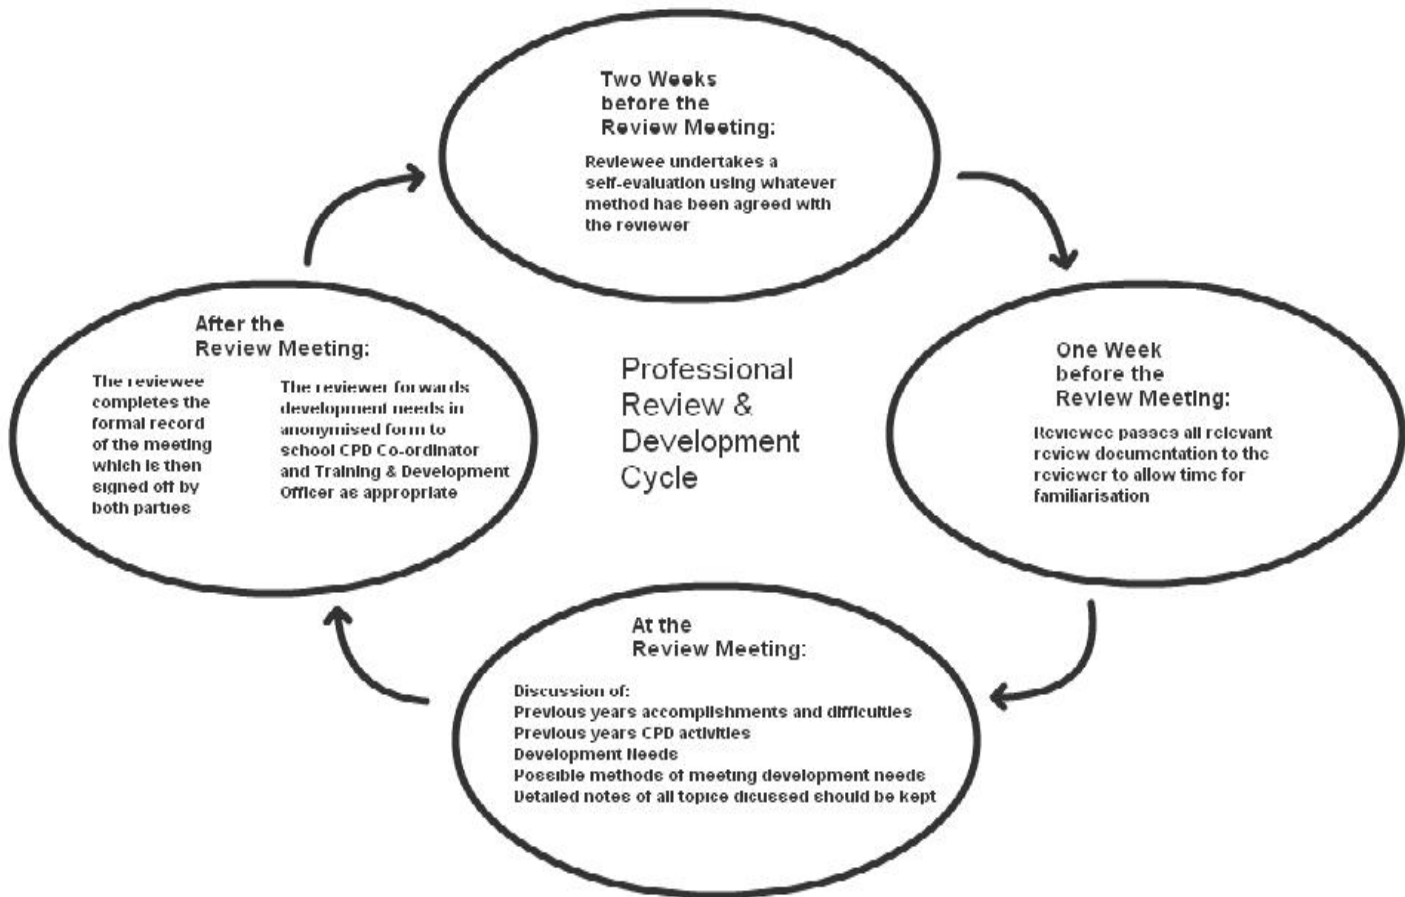 Two Weeks
before the
Review Meeting:
Reviewee undertakes a
self-evaluation using whatever
method has been agreed with
the reviewer
One Week
before the
Review Meeting:
Reviewee passes all relevant
review documentation to the
reviewer to allow time for
familiarisation
At the
Review Meeting:
Discussion of:
Previous years accomplishments and difficulties
Previous years CPD activities
Development Needs
Possible methods of meeting development needs
Detailed notes of all topice dicussed should be kept
After the
Review Meeting:
The reviewee
completes the
formal record
of the meeting
which is then
signed off by
both parties
The reviewer forwards
development needs in
anonymised form to
school CPD Co-ordinator
and Training & Development
Officer as appropriate
Professional
Review &
Development
Cycle